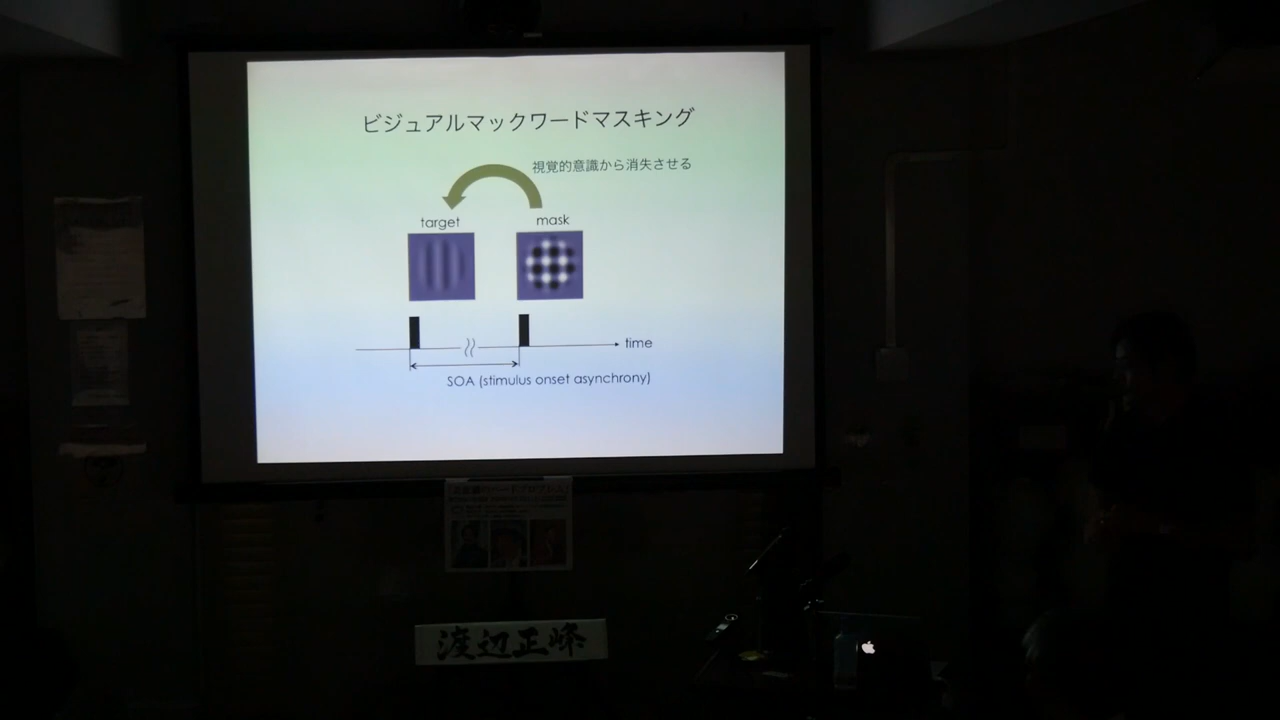 ビジュアルマックワードマスキング
視覚的意識から消失させる
target
mask
time
SOA (stimulus onset asynchrony)
渡辺正峰